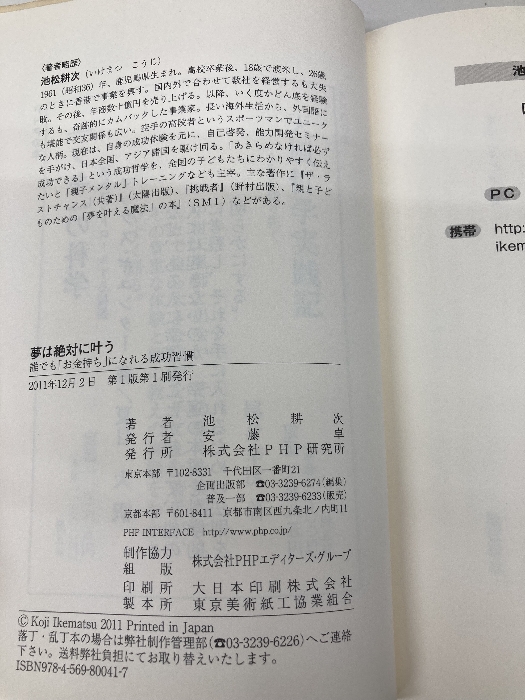 〈著者略歴〉
池松耕次（いけまつ　こうじ）
1961（昭和36）年、鹿児島県生まれ。高校卒業後、18歳で渡米し、26歳
のときに香港で事業を興す。国内外で合わせて数社を経営するも大失
敗。その後、年商数十億円を売り上げる。以降、いく度かどん底を経験
するも、奇跡的にカムバックした事業家。長い海外生活から、外国語に
も堪能で交友関係も広い。空手の高段者というスポーツマンでユニーク
な人柄。現在は、自身の成功体験を元に、自己啓発、能力開発セミナー
を手がけ、日本全国、アジア諸国を駆け回る。「あきらめなければ必ず
成功できる」という成功哲学を、全国の子どもたちにわかりやすく伝え
たいと「親子メンタル」トレーニングなども主宰。主な著作に『ザ・ラ
ストチャンス（共著）』（太陽出版）、『挑戦者』（野村出版）、『親と子ど
ものための「夢を叶える魔法」の本』（ＳＭＩ）などがある。
夢は絶対に叶う
誰でも「お金持ち」になれる成功習慣
2011年12月2日　第1版第1刷発行
著者　池松耕次
発行者　安藤卓
発行所　株式会社ＰＨＰ研究所
東京本部　〒102-8331　千代田区一番町21
企画出版部　☎03-3239-6274（編集）
普及一部　☎03-3239-6233（販売）
京都本部　〒601-8411　京都市南区西九条北ノ内町11
PHP INTERFACE　http://www.php.co.jp/
制作協力
組版　株式会社PHPエディターズ・グループ
印刷所　大日本印刷株式会社
製本所　東京美術紙工協業組合
© Koji Ikematsu 2011 Printed in Japan
落丁・乱丁本の場合は弊社制作管理部（☎03-3239-6226）へご連絡
下さい。送料弊社負担にてお取り替えいたします。
ISBN978-4-569-80041-7
池
ＰＣ
携帯　http:
ikem